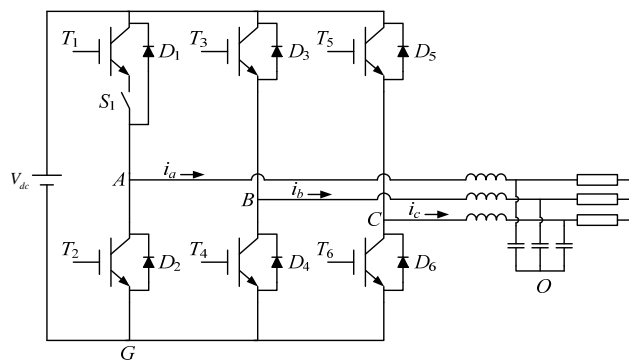 T1 D1 T3 D3 T5 D5
S1
Vdc
A ia
B ib
C ic
T2 D2 T4 D4 T6 D6
O
G